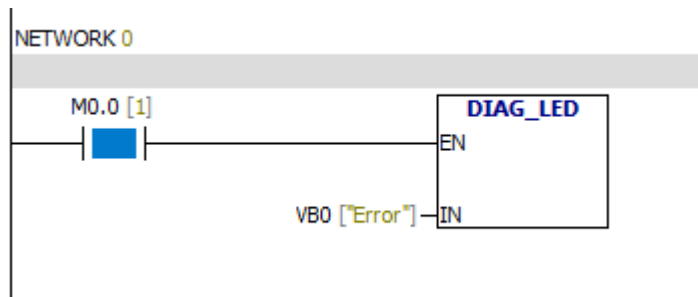 NETWORK 0
M0.0 [1]
DIAG_LED
EN
VB0 ["Error"]
IN